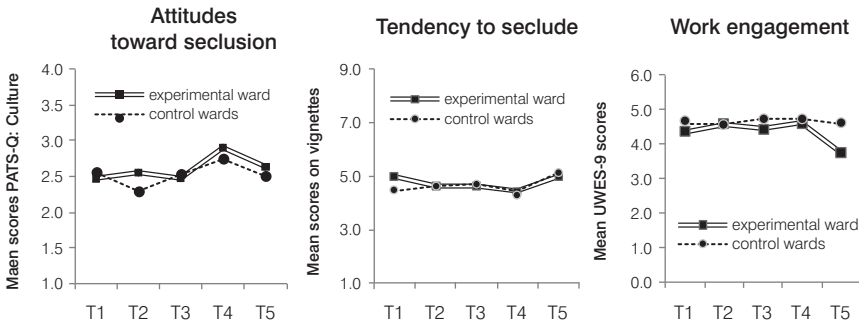 Attitudes
toward seclusion
Maen scores PATS-Q: Culture
4.0
3.5
3.0
2.5
2.0
1.5
1.0
experimental ward
control wards
T1 T2 T3 T4 T5
Tendency to seclude
Mean scores on vignettes
9.0
7.0
5.0
3.0
1.0
experimental ward
control wards
T1 T2 T3 T4 T5
Work engagement
Mean UWES-9 scores
6.0
5.0
4.0
3.0
2.0
1.0
0.0
experimental ward
control wards
T1 T2 T3 T4 T5